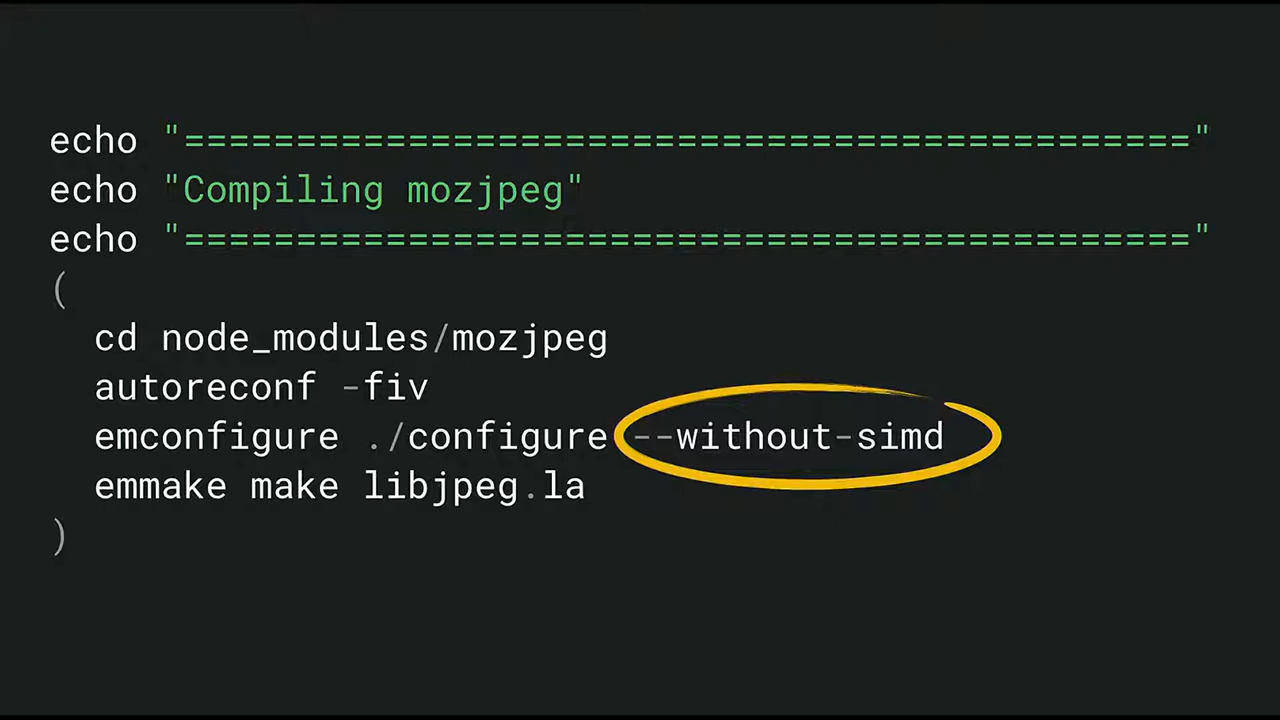 echo "============================================="
echo "Compiling mozjpeg"
echo "============================================="
(
  cd node_modules/mozjpeg
  autoreconf -fiv
  emconfigure ./configure --without-simd
  emmake make libjpeg.la
)